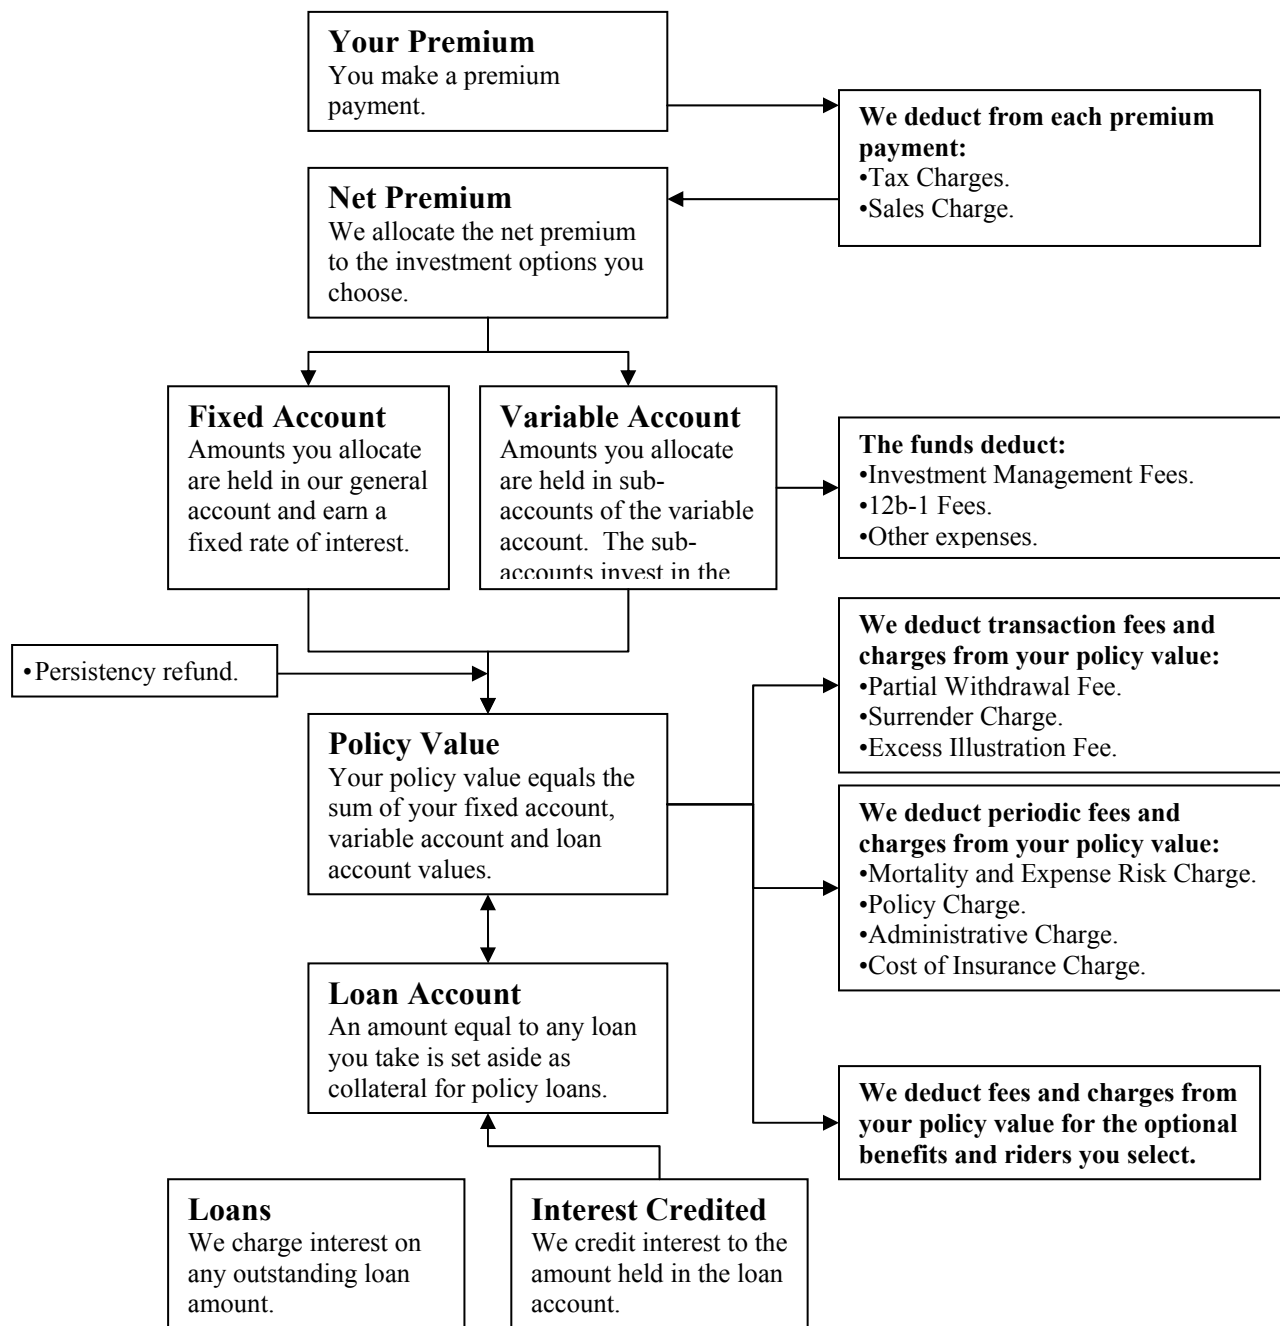 Your Premium
You make a premium
payment.
We deduct from each premium
payment:
•Tax Charges.
•Sales Charge.
Net Premium
We allocate the net premium
to the investment options you
choose.
Fixed Account
Amounts you allocate
are held in our general
account and earn a
fixed rate of interest.
Variable Account
Amounts you allocate
are held in sub-
accounts of the variable
account. The sub-
accounts invest in the
The funds deduct:
•Investment Management Fees.
•12b-1 Fees.
•Other expenses.
•Persistency refund.
We deduct transaction fees and
charges from your policy value:
•Partial Withdrawal Fee.
•Surrender Charge.
•Excess Illustration Fee.
Policy Value
Your policy value equals the
sum of your fixed account,
variable account and loan
account values.
We deduct periodic fees and
charges from your policy value:
•Mortality and Expense Risk Charge.
•Policy Charge.
•Administrative Charge.
•Cost of Insurance Charge.
Loan Account
An amount equal to any loan
you take is set aside as
collateral for policy loans.
We deduct fees and charges from
your policy value for the optional
benefits and riders you select.
Loans
We charge interest on
any outstanding loan
amount.
Interest Credited
We credit interest to the
amount held in the loan
account.